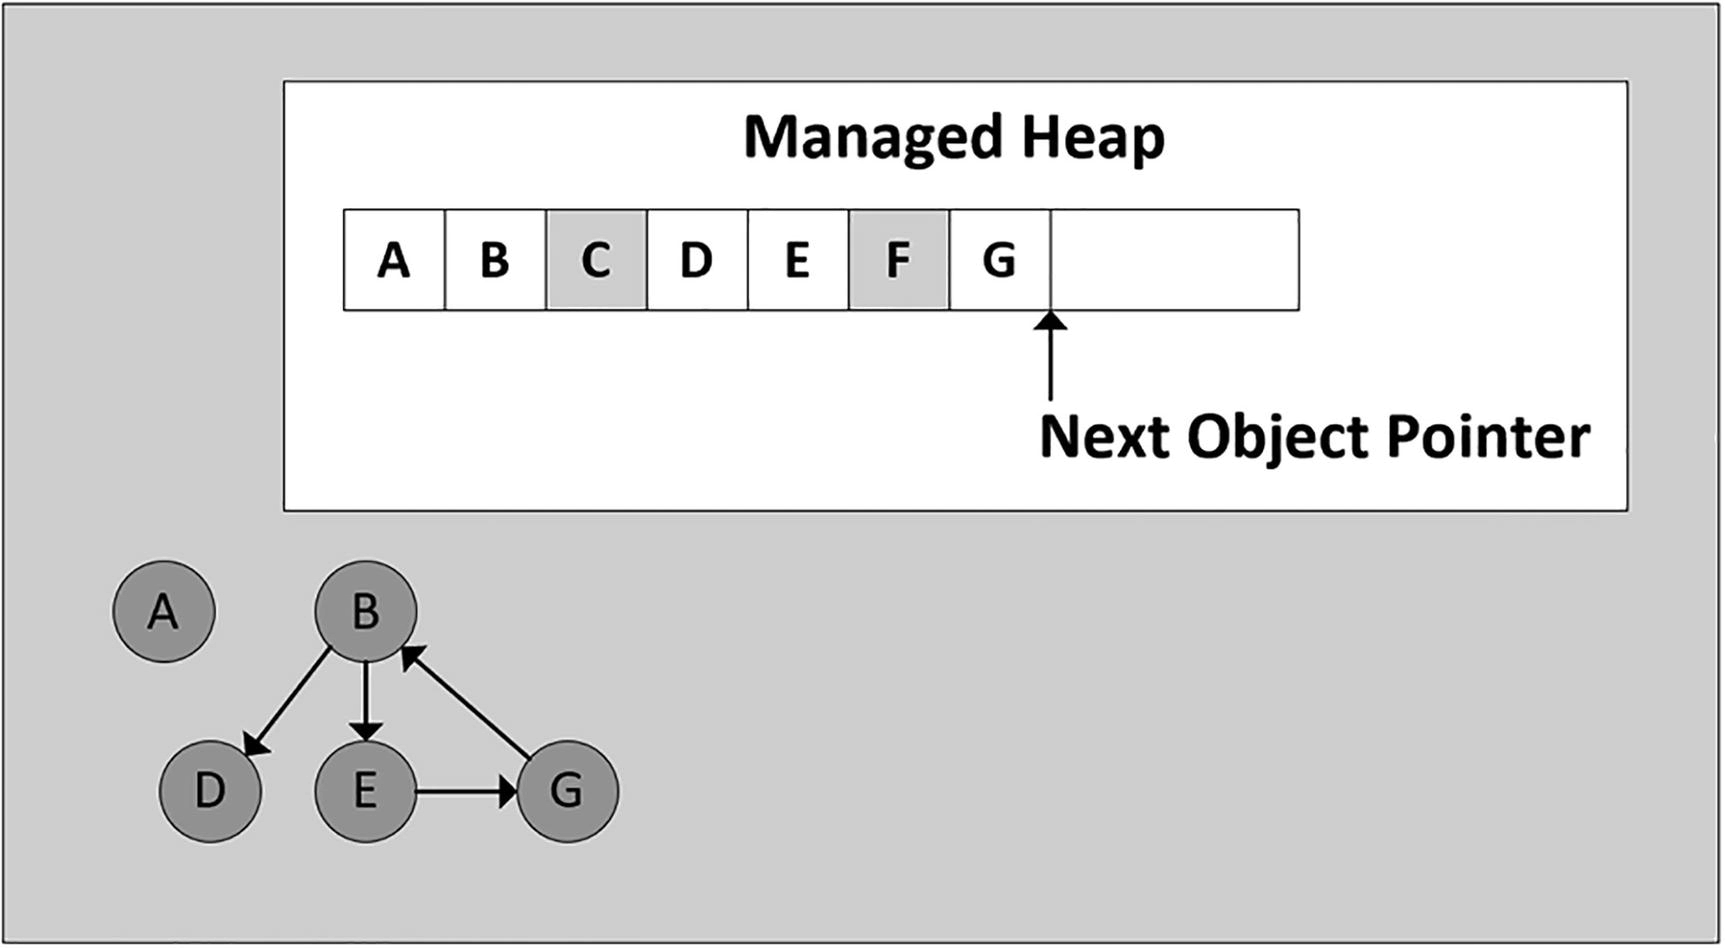 Managed Heap
A B C D E F G
Next Object Pointer
A B
D E G